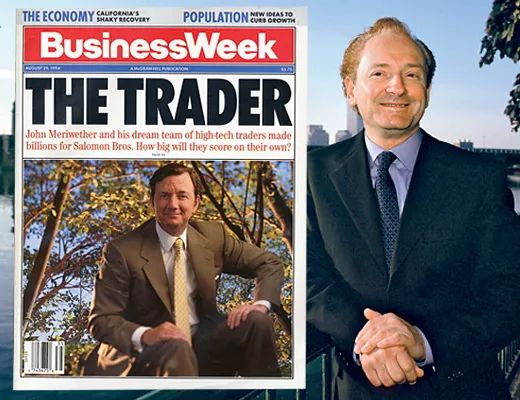 THE ECONOMY CALIFORNIA'S SHAKY RECOVERY
POPULATION NEW IDEAS TO CURB GROWTH
BusinessWeek
AUGUST 29, 1994 A McGRAW-HILL PUBLICATION $2.75
THE TRADER
John Meriwether and his dream team of high-tech traders made
billions for Salomon Bros. How big will they score on their own?